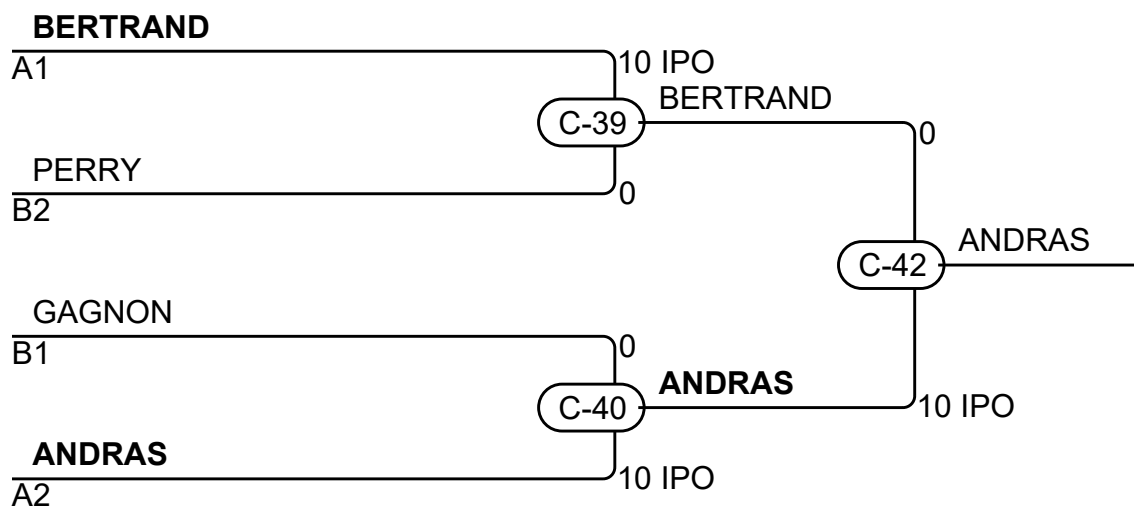 BERTRAND
A1
10 IPO
C-39
BERTRAND
0
PERRY
B2
0
C-42
ANDRAS
GAGNON
B1
0
C-40
ANDRAS
10 IPO
ANDRAS
A2
10 IPO